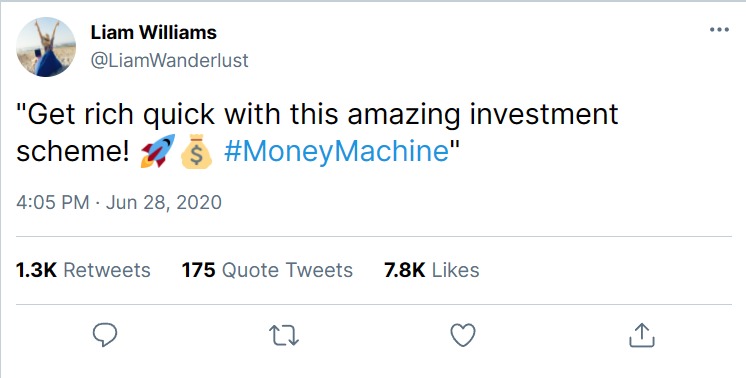 Liam Williams
@LiamWanderlust
"Get rich quick with this amazing investment
scheme! 🚀💰 #MoneyMachine"
4:05 PM · Jun 28, 2020
1.3K Retweets 175 Quote Tweets 7.8K Likes